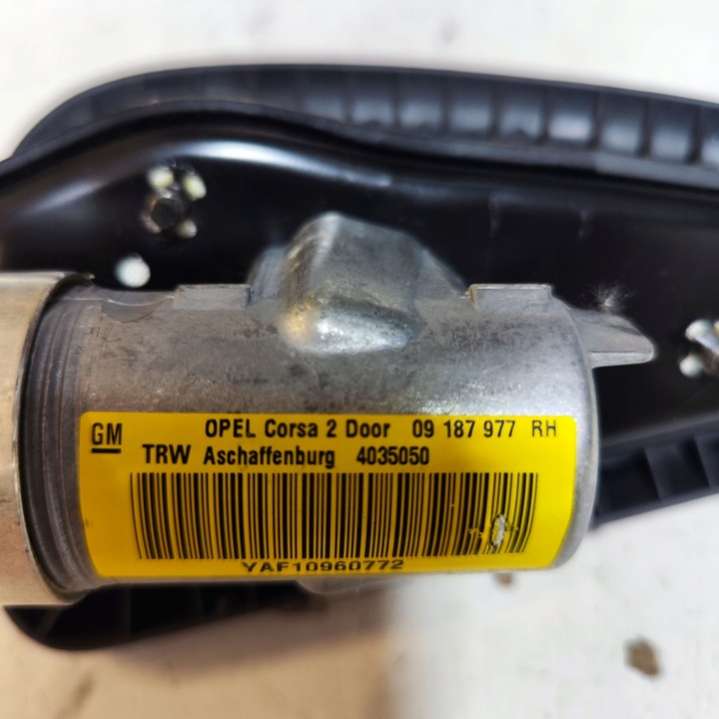 GM OPEL Corsa 2 Door 09 187 977 RH
TRW Aschaffenburg 4035050
YAF10960772